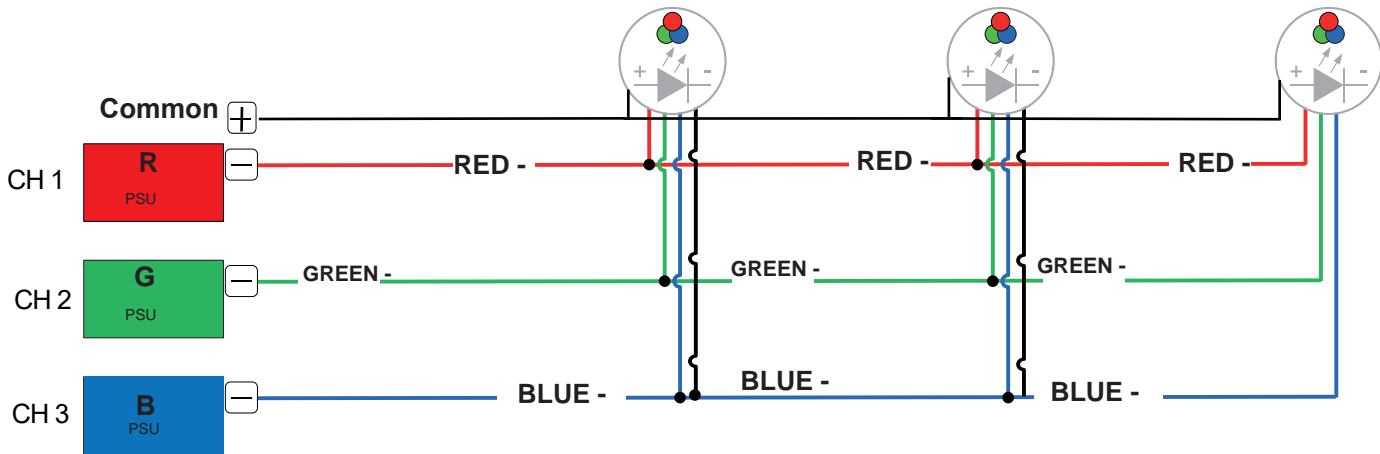 + -
+ -
+ -
Common +
CH 1
R
PSU
−
RED -
RED -
RED -
CH 2
G
PSU
−
GREEN -
GREEN -
GREEN -
CH 3
B
PSU
−
BLUE -
BLUE -
BLUE -